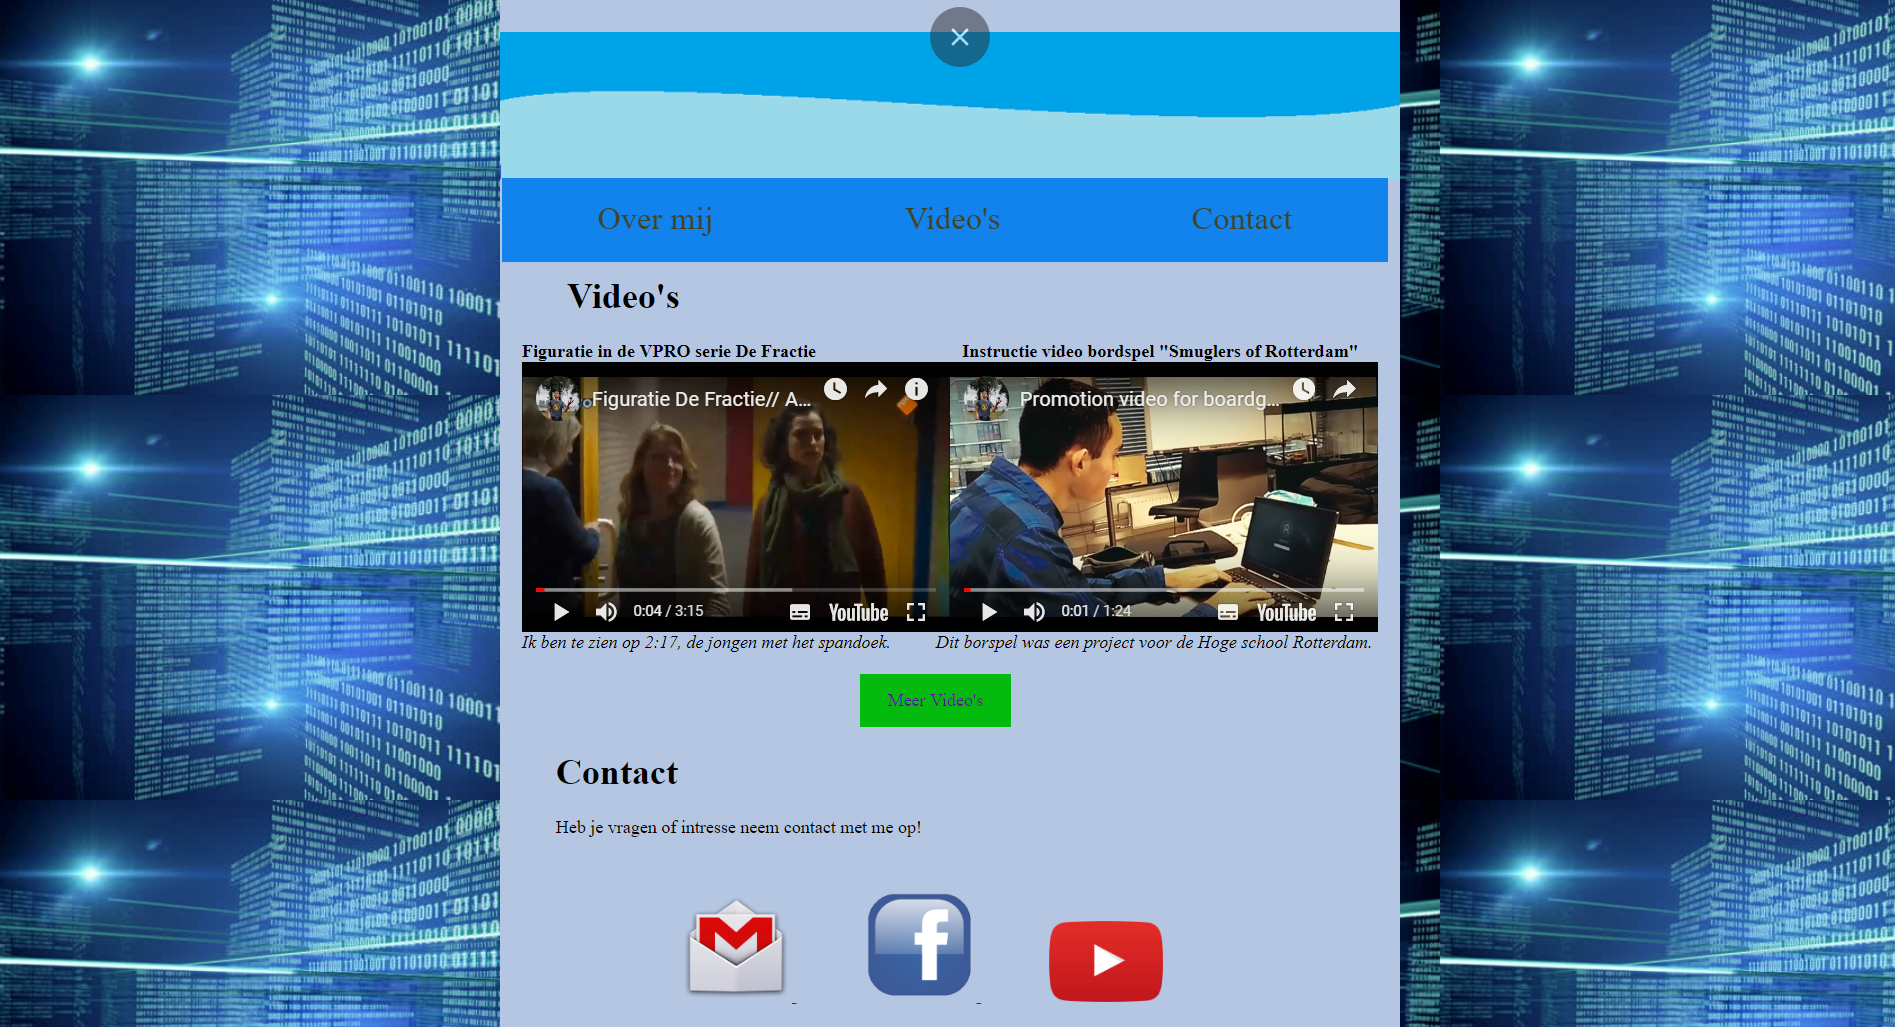 Over mij Video's Contact
Video's
Figuratie in de VPRO serie De Fractie
Instructie video bordspel "Smuglers of Rotterdam"
Figuratie De Fractie// A...
Promotion video for boardg...
0:04 / 3:15 YouTube
0:01 / 1:24 YouTube
Ik ben te zien op 2:17, de jongen met het spandoek.
Dit borspel was een project voor de Hoge school Rotterdam.
Meer Video's
Contact
Heb je vragen of intresse neem contact met me op!